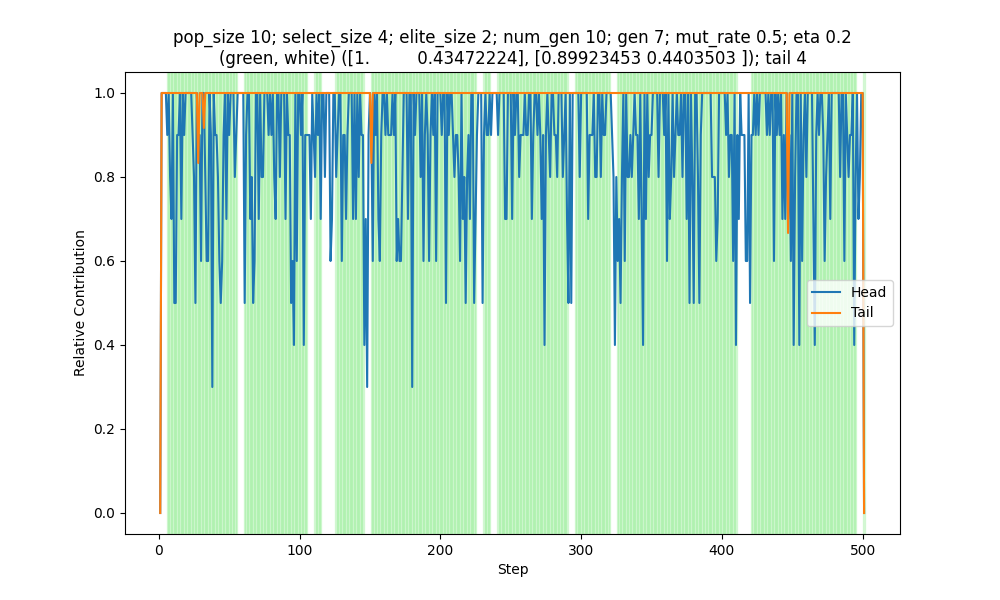 pop_size 10; select_size 4; elite_size 2; num_gen 10; gen 7; mut_rate 0.5; eta 0.2
(green, white) ([1. 0.43472224], [0.89923453 0.4403503 ]); tail 4
1.0
0.8
0.6
0.4
0.2
0.0
Relative Contribution
Head
Tail
0
100
200
300
400
500
Step